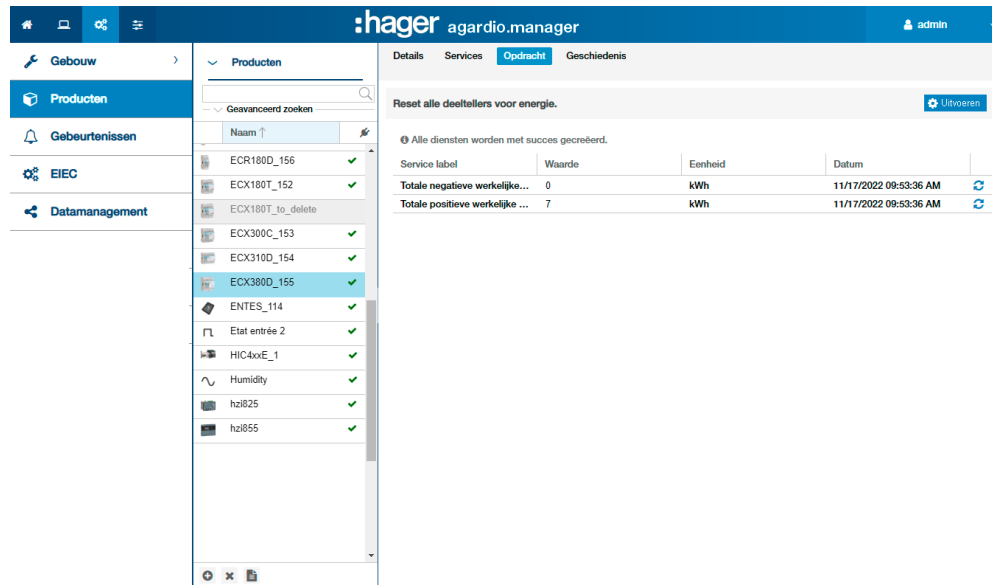 :hager agardio.manager
admin
Gebouw
Producten
Gebeurtenissen
EIEC
Datamanagement
Producten
Geavanceerd zoeken
Naam
ECR180D_156
ECX180T_152
ECX180T_to_delete
ECX300C_153
ECX310D_154
ECX380D_155
ENTES_114
Etat entrée 2
HIC4xxE_1
Humidity
hzi825
hzi855
Details Services Opdracht Geschiedenis
Reset alle deeltellers voor energie.
Uitvoeren
Alle diensten worden met succes gecreëerd.
Service label Waarde Eenheid Datum
Totale negatieve werkelijke... 0 kWh 11/17/2022 09:53:36 AM
Totale positieve werkelijke ... 7 kWh 11/17/2022 09:53:36 AM